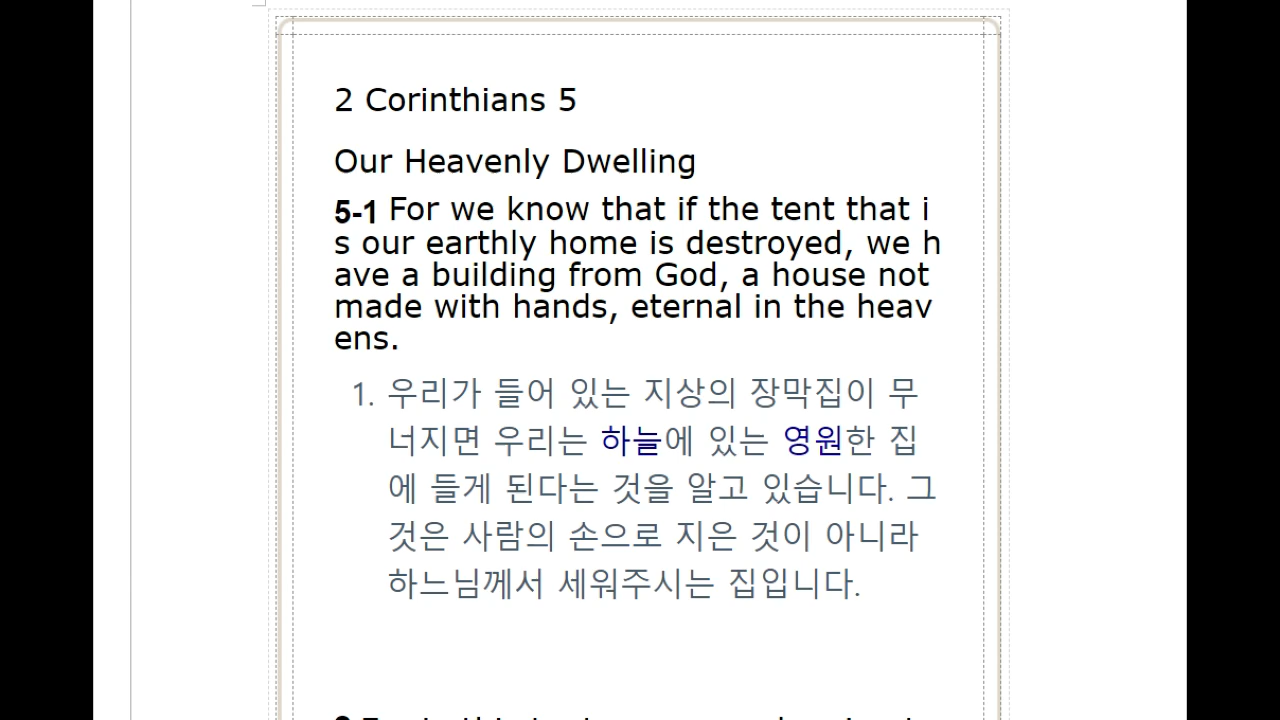 2 Corinthians 5
Our Heavenly Dwelling
5-1 For we know that if the tent that i
s our earthly home is destroyed, we h
ave a building from God, a house not
made with hands, eternal in the heav
ens.
1. 우리가 들어 있는 지상의 장막집이 무
너지면 우리는 하늘에 있는 영원한 집
에 들게 된다는 것을 알고 있습니다. 그
것은 사람의 손으로 지은 것이 아니라
하느님께서 세워주시는 집입니다.